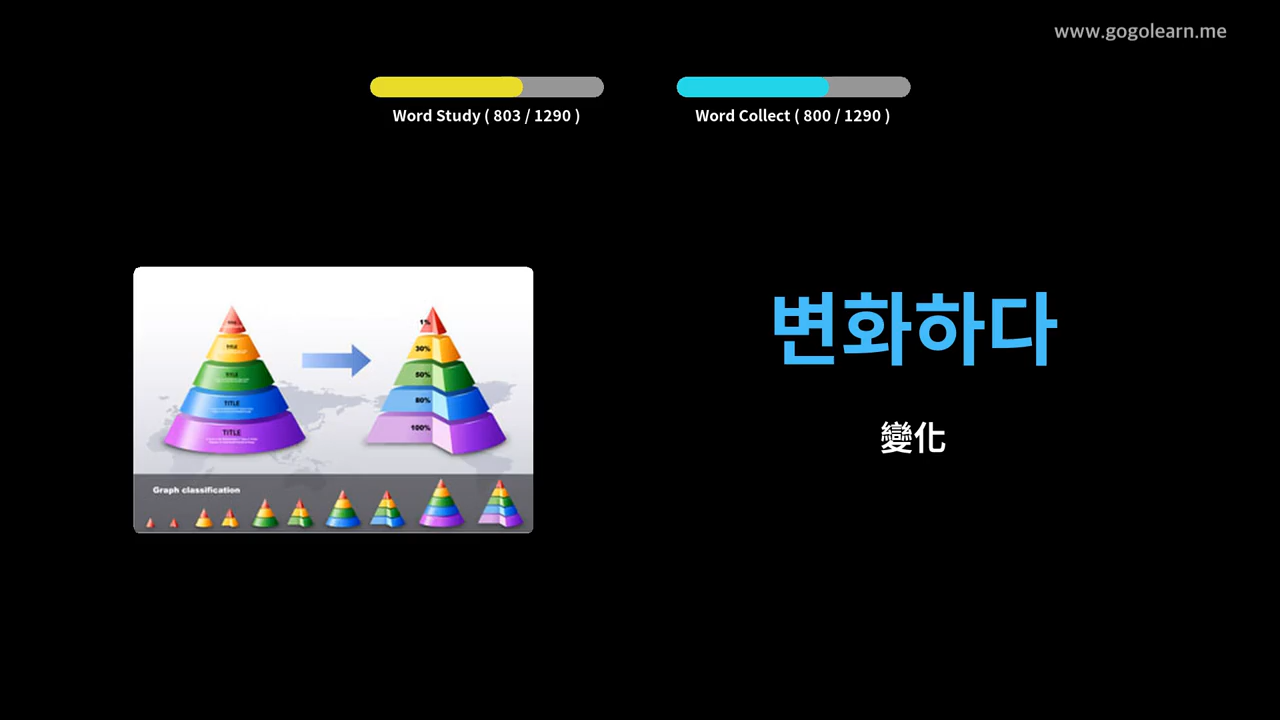 www.gogolearn.me
Word Study ( 803 / 1290 )
Word Collect ( 800 / 1290 )
변화하다
變化
TITLE
TITLE
TITLE
TITLE
1%
30%
50%
80%
100%
Graph classification